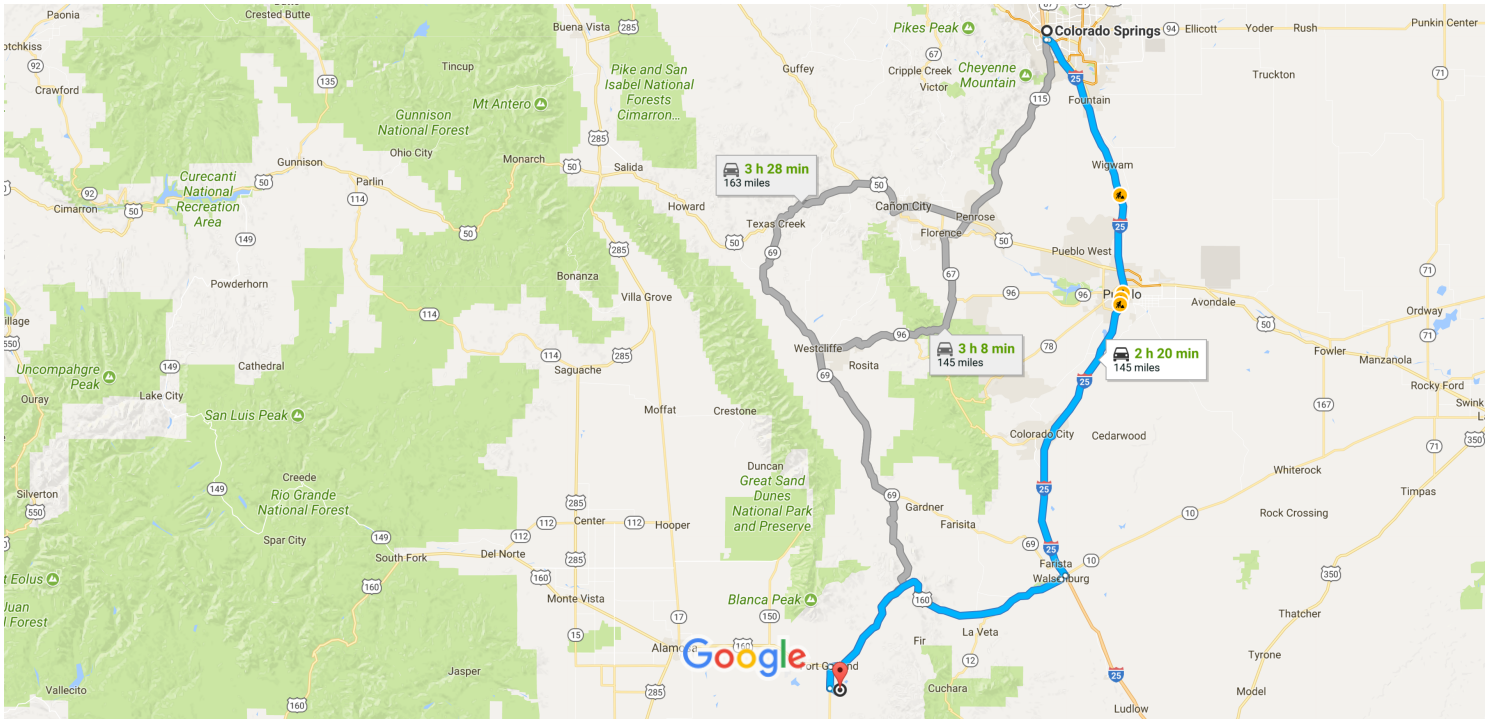 Paonia
Crested Butte
Buena Vista
285
Pikes Peak
Colorado Springs
94
Ellicott
Yoder
Rush
Punkin Center
92
Crawford
135
Tincup
Pike and San
Isabel National
Forests
Cimarron...
Guffey
67
Cripple Creek
Victor
Cheyenne
Mountain
25
Truckton
71
Mt Antero
115
Fountain
Gunnison
National Forest
285
Ohio City
Gunnison
Monarch
50
Salida
3 h 28 min
163 miles
Wigwam
Curecanti
National
Recreation
Area
92
Cimarron
50
50
Parlin
114
50
Howard
Texas Creek
50
50
Cañon City
Penrose
Florence
50
25
149
285
69
Pueblo West
Powderhorn
Bonanza
Villa Grove
67
96
96
Avondale
71
Ordway
550
114
50
71
Fowler
Manzanola
Cathedral
149
114
285
Saguache
Westcliffe
96
Rosita
3 h 8 min
145 miles
78
2 h 20 min
145 miles
Uncompahgre
Peak
Ouray
Lake City
69
25
Rocky Ford
San Luis Peak
Moffat
Crestone
167
Swink
Colorado City
Cedarwood
71
350
Silverton
550
149
Creede
Rio Grande
National Forest
Duncan
Great Sand
Dunes
National Park
and Preserve
25
Whiterock
Timpas
285
69
Gardner
10
Rock Crossing
112
Center
112
Hooper
Farisita
Spar City
149
112
South Fork
Del Norte
285
69
25
10
Farista
Walsenburg
160
160
350
Monte Vista
Blanca Peak
160
Thatcher
17
150
15
160
Fir
La Veta
Google
Tyrone
Jasper
12
25
Vallecito
160
285
Cuchara
Model
Ludlow